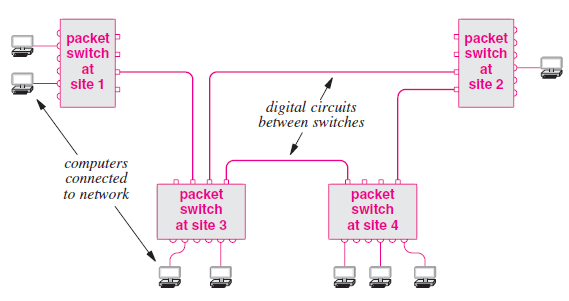 packet
switch
at
site 1
packet
switch
at
site 2
digital circuits
between switches
computers
connected
to network
packet
switch
at site 3
packet
switch
at site 4